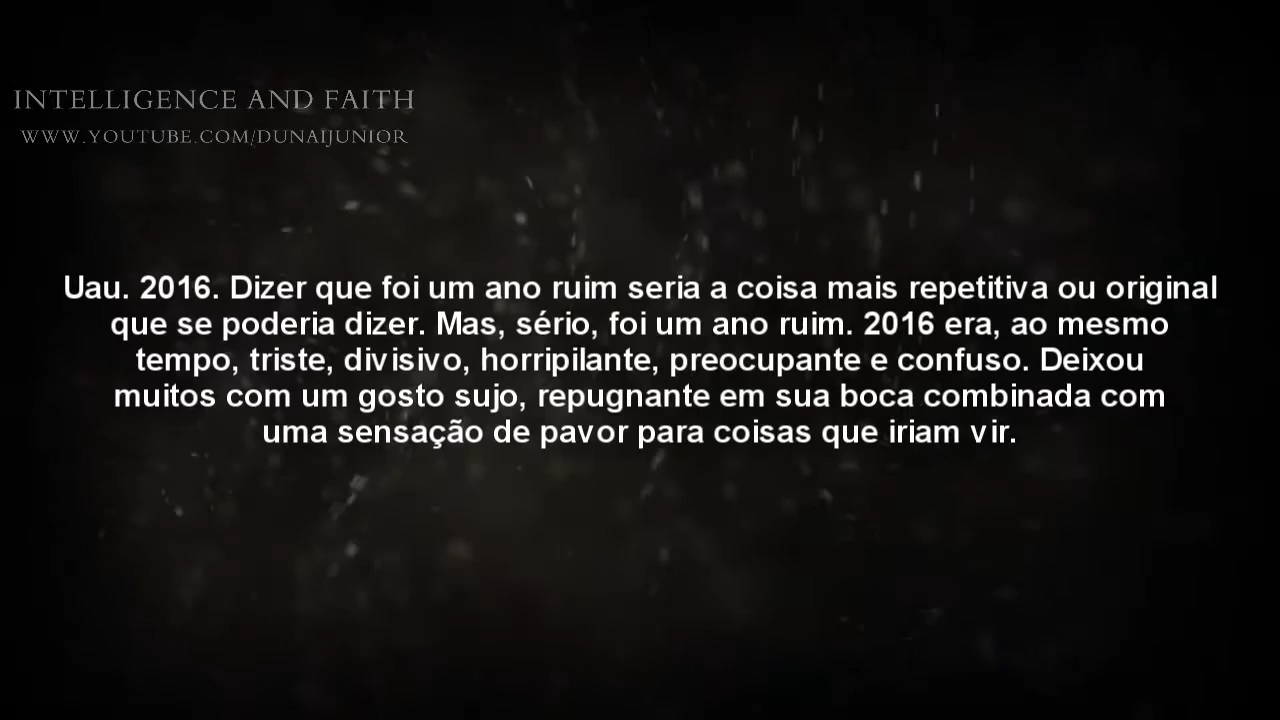 INTELLIGENCE AND FAITH
WWW.YOUTUBE.COM/DUNAIJUNIOR
Uau. 2016. Dizer que foi um ano ruim seria a coisa mais repetitiva ou original
que se poderia dizer. Mas, sério, foi um ano ruim. 2016 era, ao mesmo
tempo, triste, divisivo, horripilante, preocupante e confuso. Deixou
muitos com um gosto sujo, repugnante em sua boca combinada com
uma sensação de pavor para coisas que iriam vir.